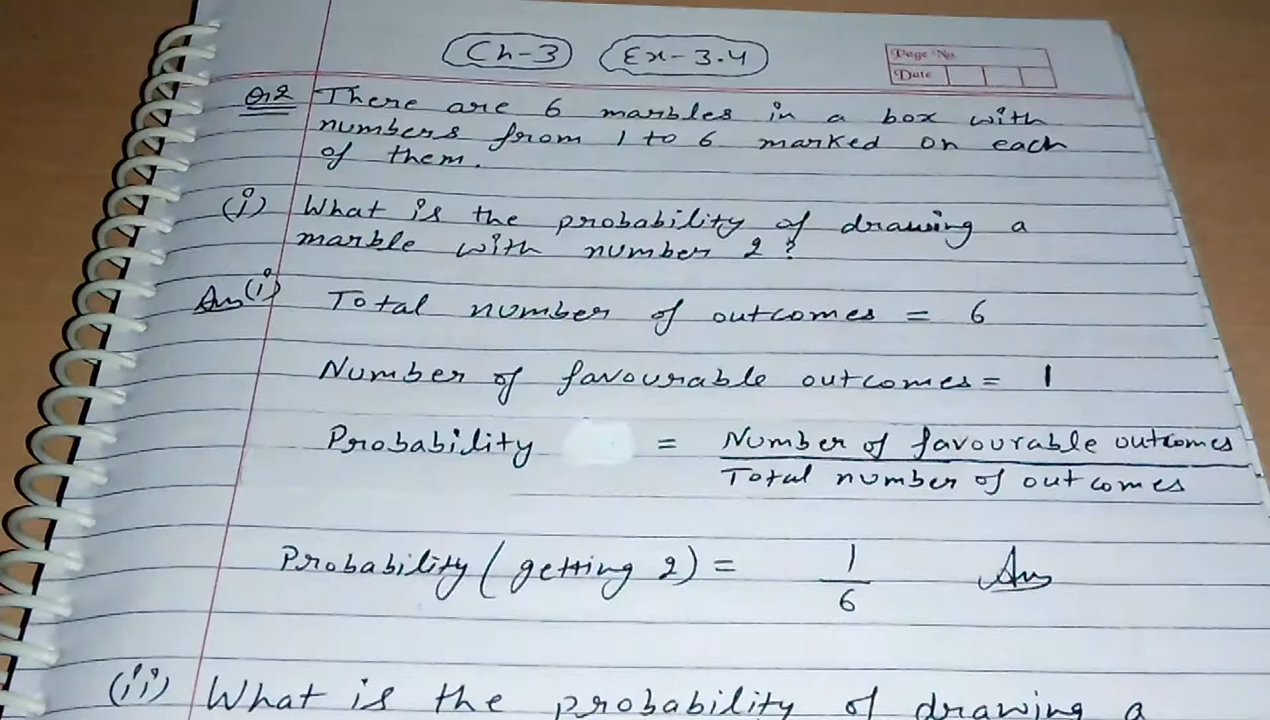 Ch-3 Ex-3.4
Page No.
Date
Q.2 There are 6 marbles in a box with
numbers from 1 to 6 marked on each
of them.
(i) What is the probability of drawing a
marble with number 2?
Ans (i) Total number of outcomes = 6
Number of favourable outcomes = 1
Probability = Number of favourable outcomes
Total number of outcomes
Probability (getting 2) = 1/6 Ans
(ii) What is the probability of drawing a